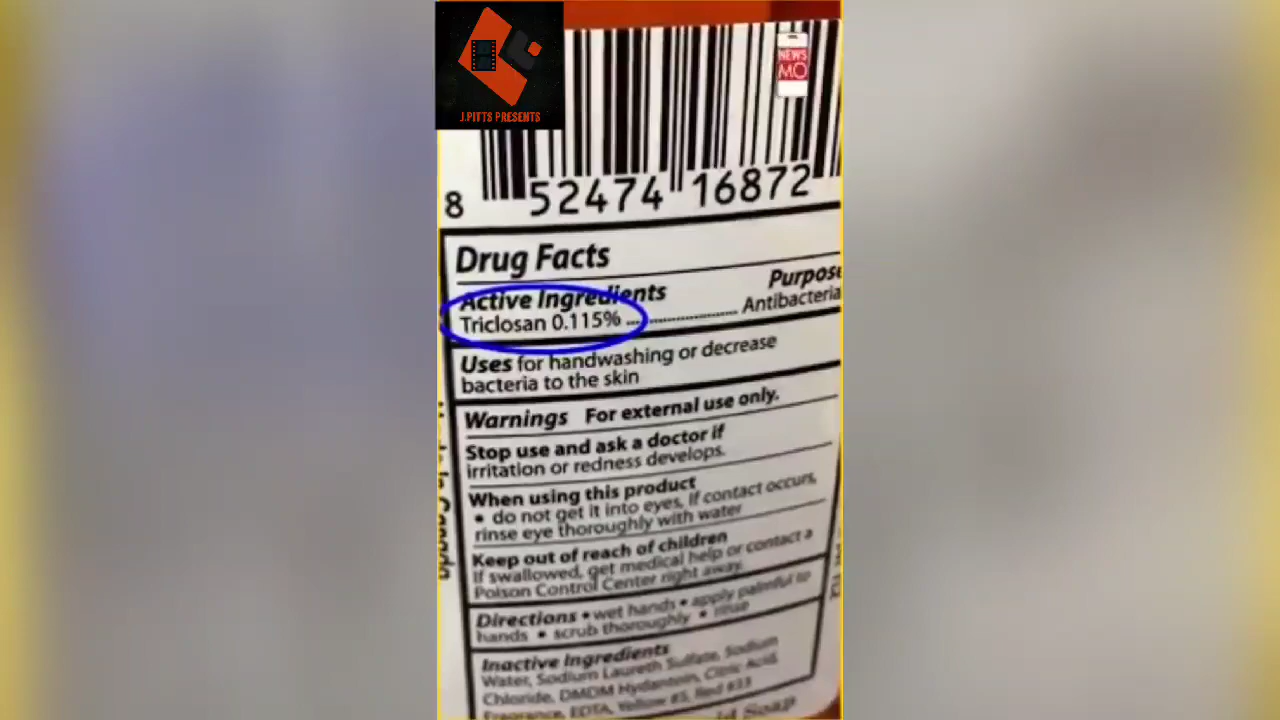 J.PITTS PRESENTS
NEWS
MO
8 52474 16872
Drug Facts
Active Ingredients Purpose
Triclosan 0.115% ........................ Antibacteria
Uses for handwashing or decrease
bacteria to the skin
Warnings For external use only.
Stop use and ask a doctor if
irritation or redness develops.
When using this product
• do not get it into eyes, If contact occurs,
rinse eye thoroughly with water
Keep out of reach of children
If swallowed, get medical help or contact a
Poison Control Center right away.
Directions • wet hands • apply palmful to
hands • scrub thoroughly • rinse
Inactive Ingredients
Water, Sodium Laureth Sulfate, Sodium
Chloride, DMDM Hydantoin, Citric Acid,
Fragrance, EDTA, Yellow #5, Red #33
Soap
Canada